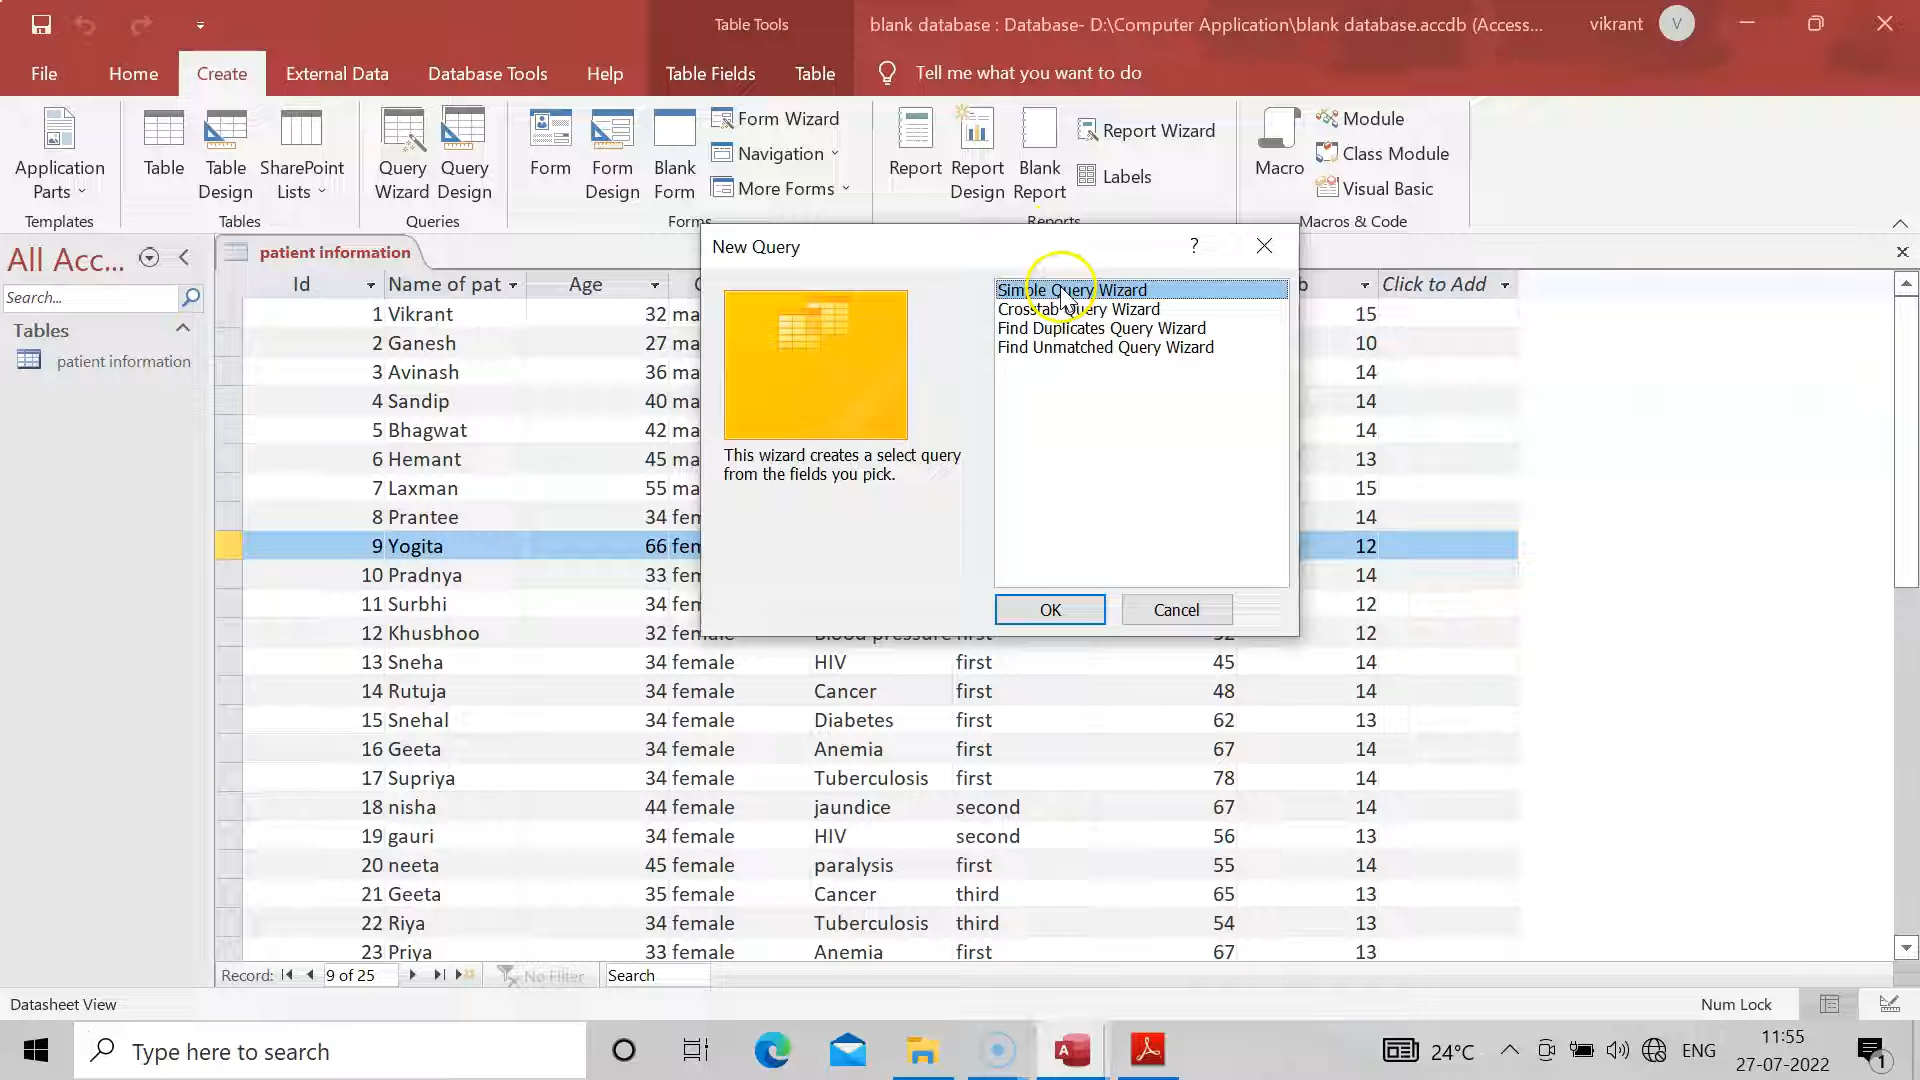 Table Tools
blank database : Database- D:\Computer Application\blank database.accdb (Access...
vikrant
V
File
Home
Create
External Data
Database Tools
Help
Table Fields
Table
Tell me what you want to do
Application Parts
Table
Table Design
SharePoint Lists
Query Wizard
Query Design
Form
Form Design
Blank Form
Form Wizard
Navigation
More Forms
Report
Report Design
Blank Report
Report Wizard
Labels
Macro
Module
Class Module
Visual Basic
Templates
Tables
Queries
Forms
Reports
Macros & Code
All Acc...
Search...
Tables
patient information
patient information
Id Name of pat Age Click to Add
1 Vikrant 32 15
2 Ganesh 27 10
3 Avinash 36 14
4 Sandip 40 14
5 Bhagwat 42 14
6 Hemant 45 13
7 Laxman 55 15
8 Prantee 34 14
9 Yogita 66 12
10 Pradnya 33 14
11 Surbhi 34 12
12 Khusbhoo 32 12
13 Sneha 34 female HIV first 45 14
14 Rutuja 34 female Cancer first 48 14
15 Snehal 34 female Diabetes first 62 13
16 Geeta 34 female Anemia first 67 14
17 Supriya 34 female Tuberculosis first 78 14
18 nisha 44 female jaundice second 67 14
19 gauri 34 female HIV second 56 13
20 neeta 45 female paralysis first 55 14
21 Geeta 35 female Cancer third 65 13
22 Riya 34 female Tuberculosis third 54 13
23 Priya 33 female Anemia first 67 13
New Query
?
Simple Query Wizard
Crosstab Query Wizard
Find Duplicates Query Wizard
Find Unmatched Query Wizard
This wizard creates a select query
from the fields you pick.
OK
Cancel
Record: 9 of 25 No Filter Search
Datasheet View
Num Lock
Type here to search
24°C
ENG
11:55
27-07-2022
1